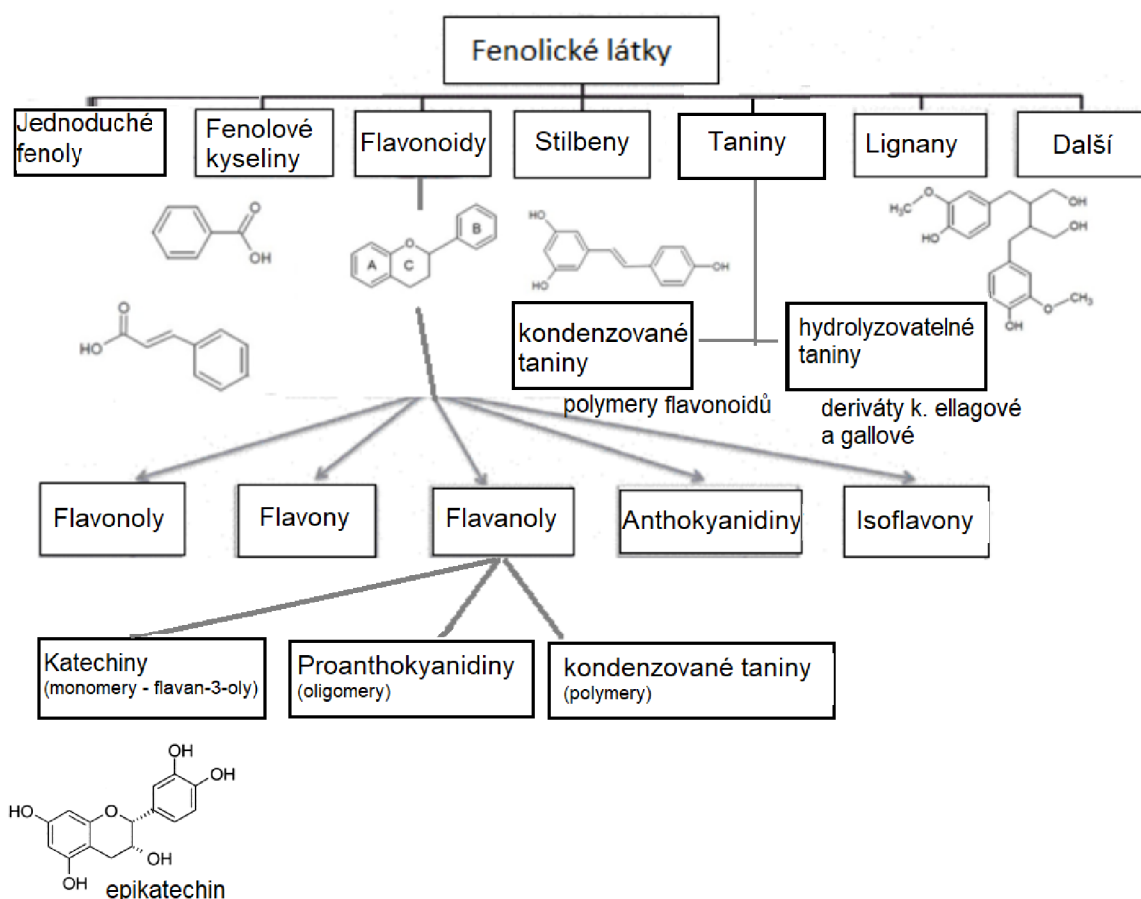 Fenolické látky
Jednoduché
fenoly
Fenolové
kyseliny
Flavonoidy
Stilbeny
Taniny
Lignany
Další
O
OH
O
HO
O
A
C
B
HO
HO
OH
H₃C
O
HO
OH
OH
O
CH₃
OH
kondenzované
taniny
polymery flavonoidů
hydrolyzovatelné
taniny
deriváty k. ellagové
a gallové
Flavonoly
Flavony
Flavanoly
Anthokyanidiny
Isoflavony
Katechiny
(monomery - flavan-3-oly)
Proanthokyanidiny
(oligomery)
kondenzované taniny
(polymery)
OH
OH
HO
O
OH
OH
epikatechin